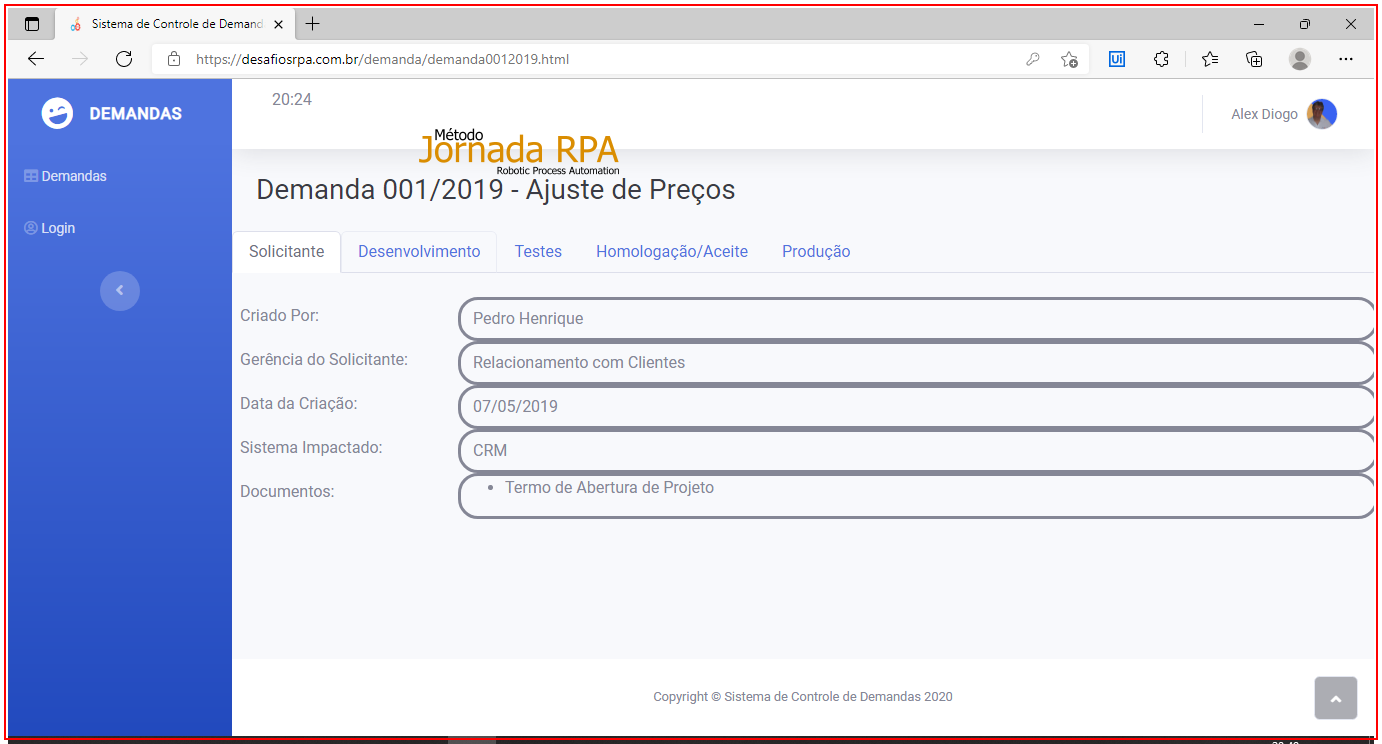 Sistema de Controle de Demand
https://desafiosrpa.com.br/demanda/demanda0012019.html
Ui
DEMANDAS
20:24
Alex Diogo
Método
Jornada RPA
Robotic Process Automation
Demandas
Demanda 001/2019 - Ajuste de Preços
Login
Solicitante Desenvolvimento Testes Homologação/Aceite Produção
Criado Por: Pedro Henrique
Gerência do Solicitante: Relacionamento com Clientes
Data da Criação: 07/05/2019
Sistema Impactado: CRM
Documentos: • Termo de Abertura de Projeto
Copyright © Sistema de Controle de Demandas 2020